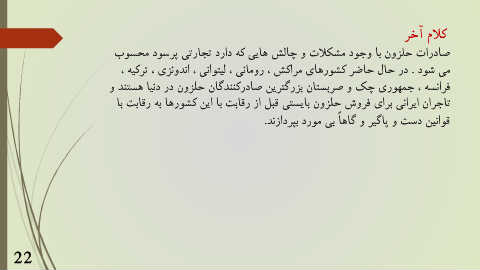 کلام آخر
صادرات حلزون با وجود مشکلات و چالش هایی که دارد تجارتی پرسود محسوب
می شود . در حال حاضر کشورهای مراکش ، رومانی ، لیتوانی ، اندونزی ، ترکیه ،
فرانسه ، جمهوری چک و صربستان بزرگترین صادرکنندگان حلزون در دنیا هستند و
تاجران ایرانی برای فروش حلزون بایستی قبل از رقابت با این کشورها به رقابت با
قوانین دست و پاگیر و گاهاً بی مورد بپردازند.
22